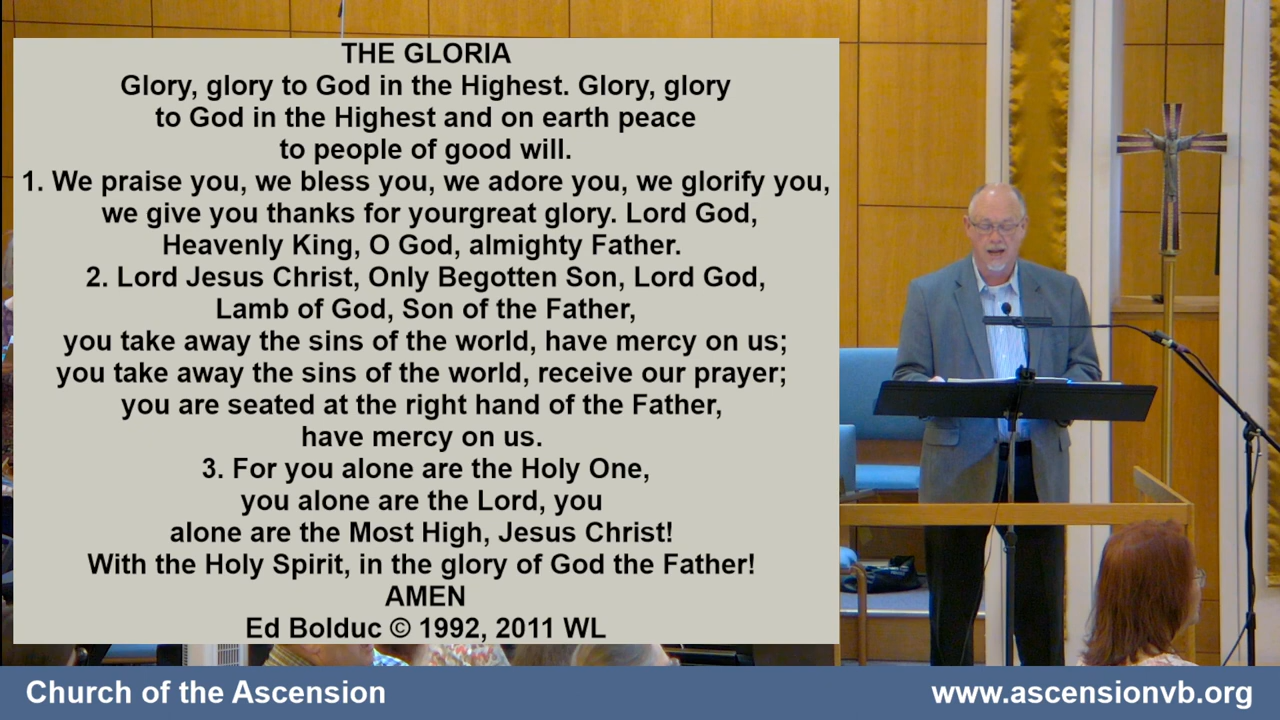 THE GLORIA
Glory, glory to God in the Highest. Glory, glory
to God in the Highest and on earth peace
to people of good will.
1. We praise you, we bless you, we adore you, we glorify you,
we give you thanks for yourgreat glory. Lord God,
Heavenly King, O God, almighty Father.
2. Lord Jesus Christ, Only Begotten Son, Lord God,
Lamb of God, Son of the Father,
you take away the sins of the world, have mercy on us;
you take away the sins of the world, receive our prayer;
you are seated at the right hand of the Father,
have mercy on us.
3. For you alone are the Holy One,
you alone are the Lord, you
alone are the Most High, Jesus Christ!
With the Holy Spirit, in the glory of God the Father!
AMEN
Ed Bolduc © 1992, 2011 WL
Church of the Ascension
www.ascensionvb.org